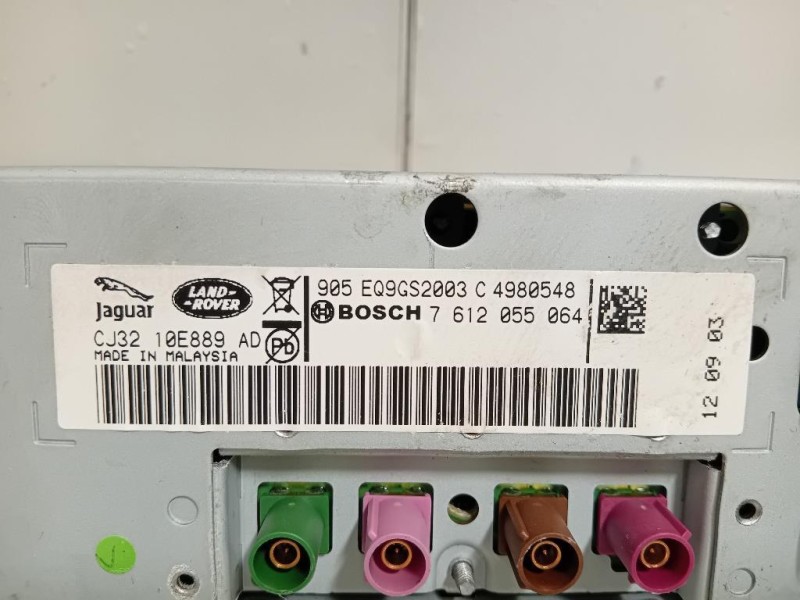 Jaguar
LAND-
-ROVER
CJ32 10E889 AD
MADE IN MALAYSIA
Pb
905 EQ9GS2003 C 4980548
BOSCH 7 612 055 064
12 09 03